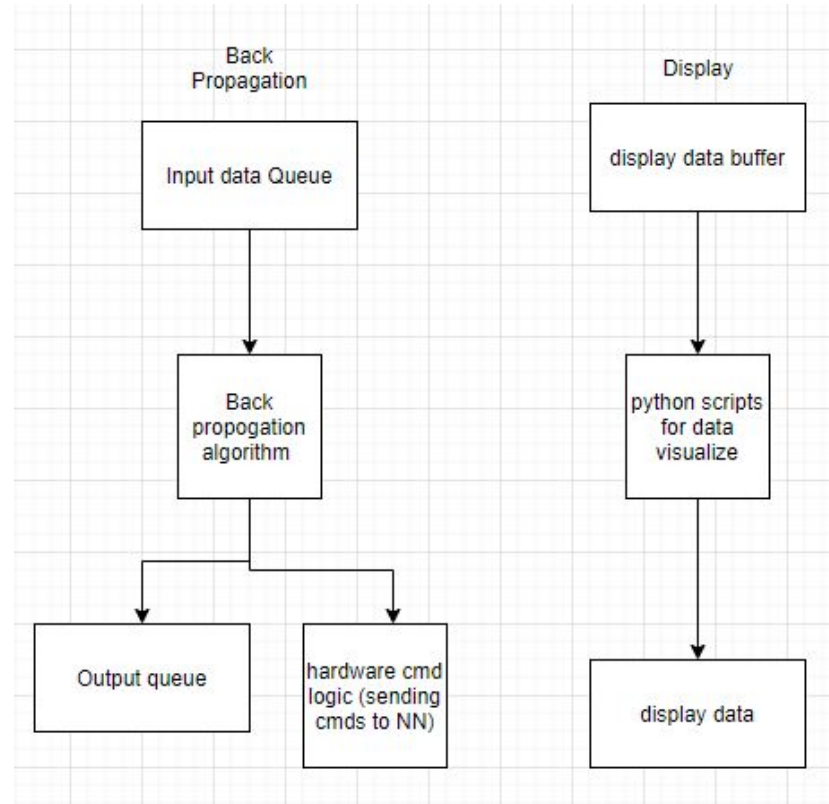 Back
Propagation
Input data Queue
Back
propogation
algorithm
Output queue
hardware cmd
logic (sending
cmds to NN)
Display
display data buffer
python scripts
for data
visualize
display data